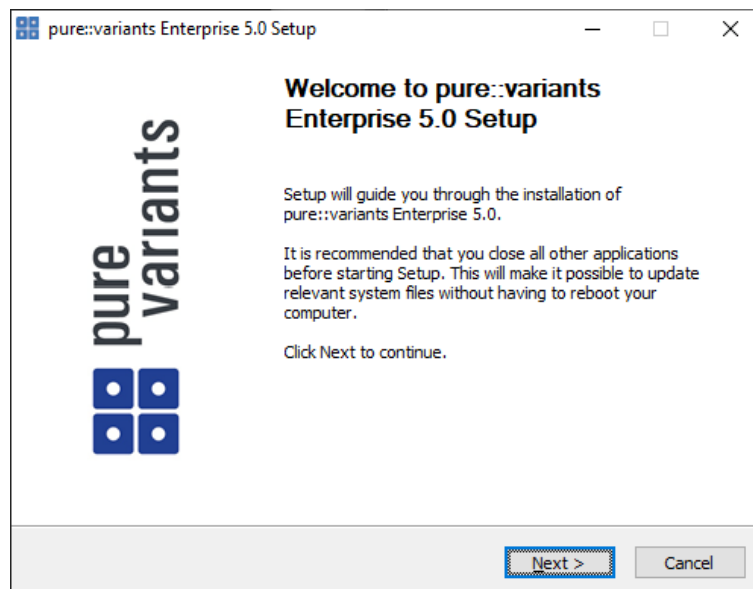 pure::variants Enterprise 5.0 Setup
Welcome to pure::variants
Enterprise 5.0 Setup
pure
variants
Setup will guide you through the installation of
pure::variants Enterprise 5.0.
It is recommended that you close all other applications
before starting Setup. This will make it possible to update
relevant system files without having to reboot your
computer.
Click Next to continue.
Next >
Cancel